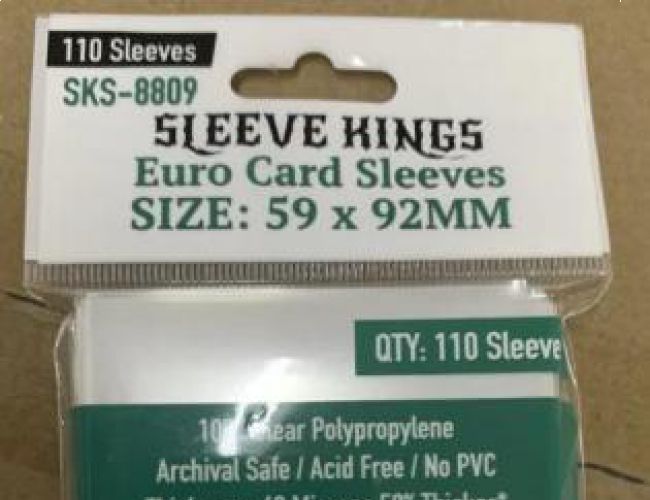 110 Sleeves
SKS-8809
SLEEVE KINGS
Euro Card Sleeves
SIZE: 59 x 92MM
QTY: 110 Sleeve
Polypropylene
Archival Safe / Acid Free / No PVC